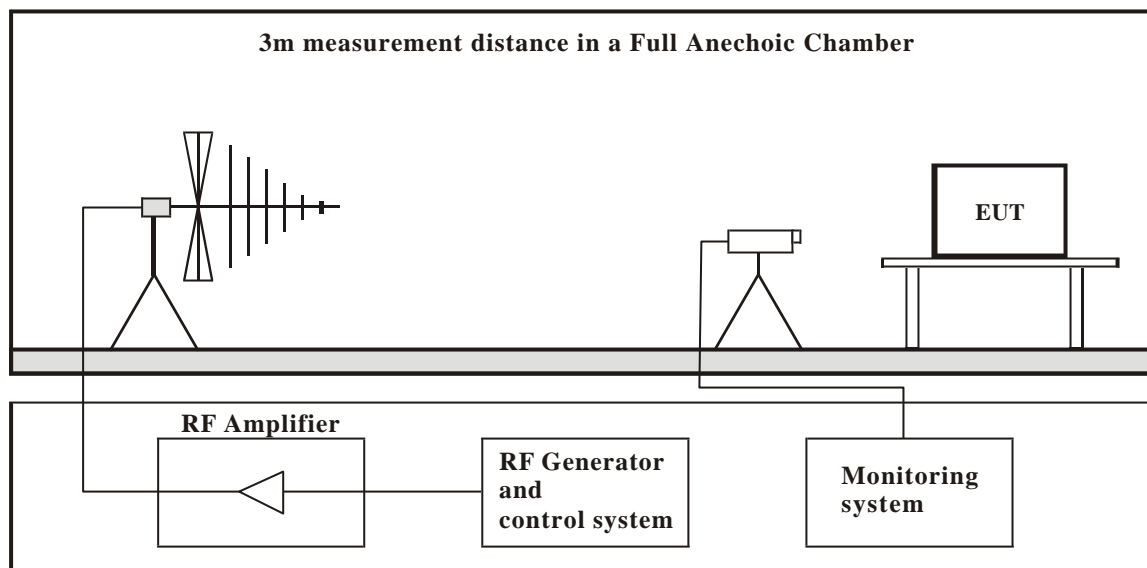 3m measurement distance in a Full Anechoic Chamber
EUT
RF Amplifier
RF Generator
and
control system
Monitoring
system